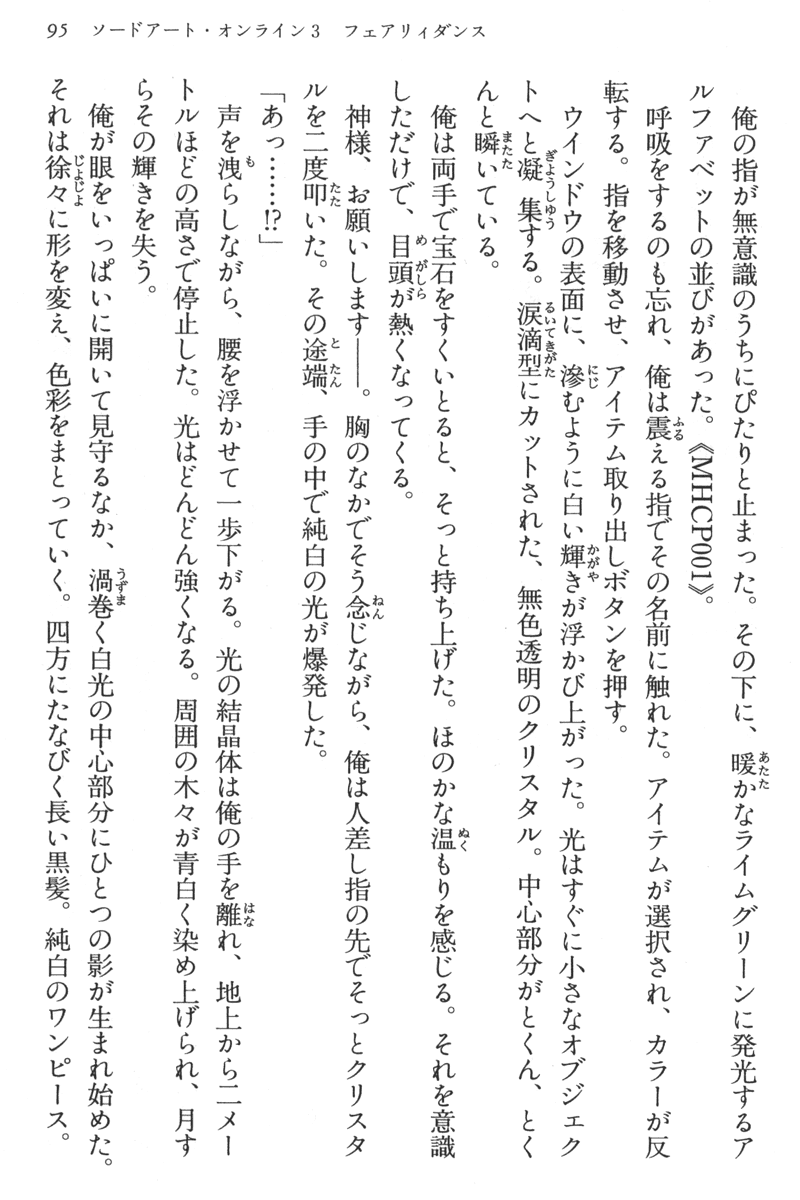 95 ソードアート・オンライン3 フェアリィダンス
俺の指が無意識のうちにぴたりと止まった。その下に、暖かなライムグリーンに発光するア
ルファベットの並びがあった。《MHCP001》。
呼吸をするのも忘れ、俺は震える指でその名前に触れた。アイテムが選択され、カラーが反
転する。指を移動させ、アイテム取り出しボタンを押す。
ウインドウの表面に、滲むように白い輝きが浮かび上がった。光はすぐに小さなオブジェク
トへと凝集する。涙滴型にカットされた、無色透明のクリスタル。中心部分がとくん、とく
んと瞬いている。
俺は両手で宝石をすくいとると、そっと持ち上げた。ほのかな温もりを感じる。それを意識
しただけで、目頭が熱くなってくる。
神様、お願いします――。胸のなかでそう念じながら、俺は人差し指の先でそっとクリスタ
ルを二度叩いた。その途端、手の中で純白の光が爆発した。
「あっ……!?」
声を洩らしながら、腰を浮かせて一歩下がる。光の結晶体は俺の手を離れ、地上から二メー
トルほどの高さで停止した。光はどんどん強くなる。周囲の木々が青白く染め上げられ、月す
らその輝きを失う。
俺が眼をいっぱいに開いて見守るなか、渦巻く白光の中心部分にひとつの影が生まれ始めた。
それは徐々に形を変え、色彩をまとっていく。四方にたなびく長い黒髪。純白のワンピース。